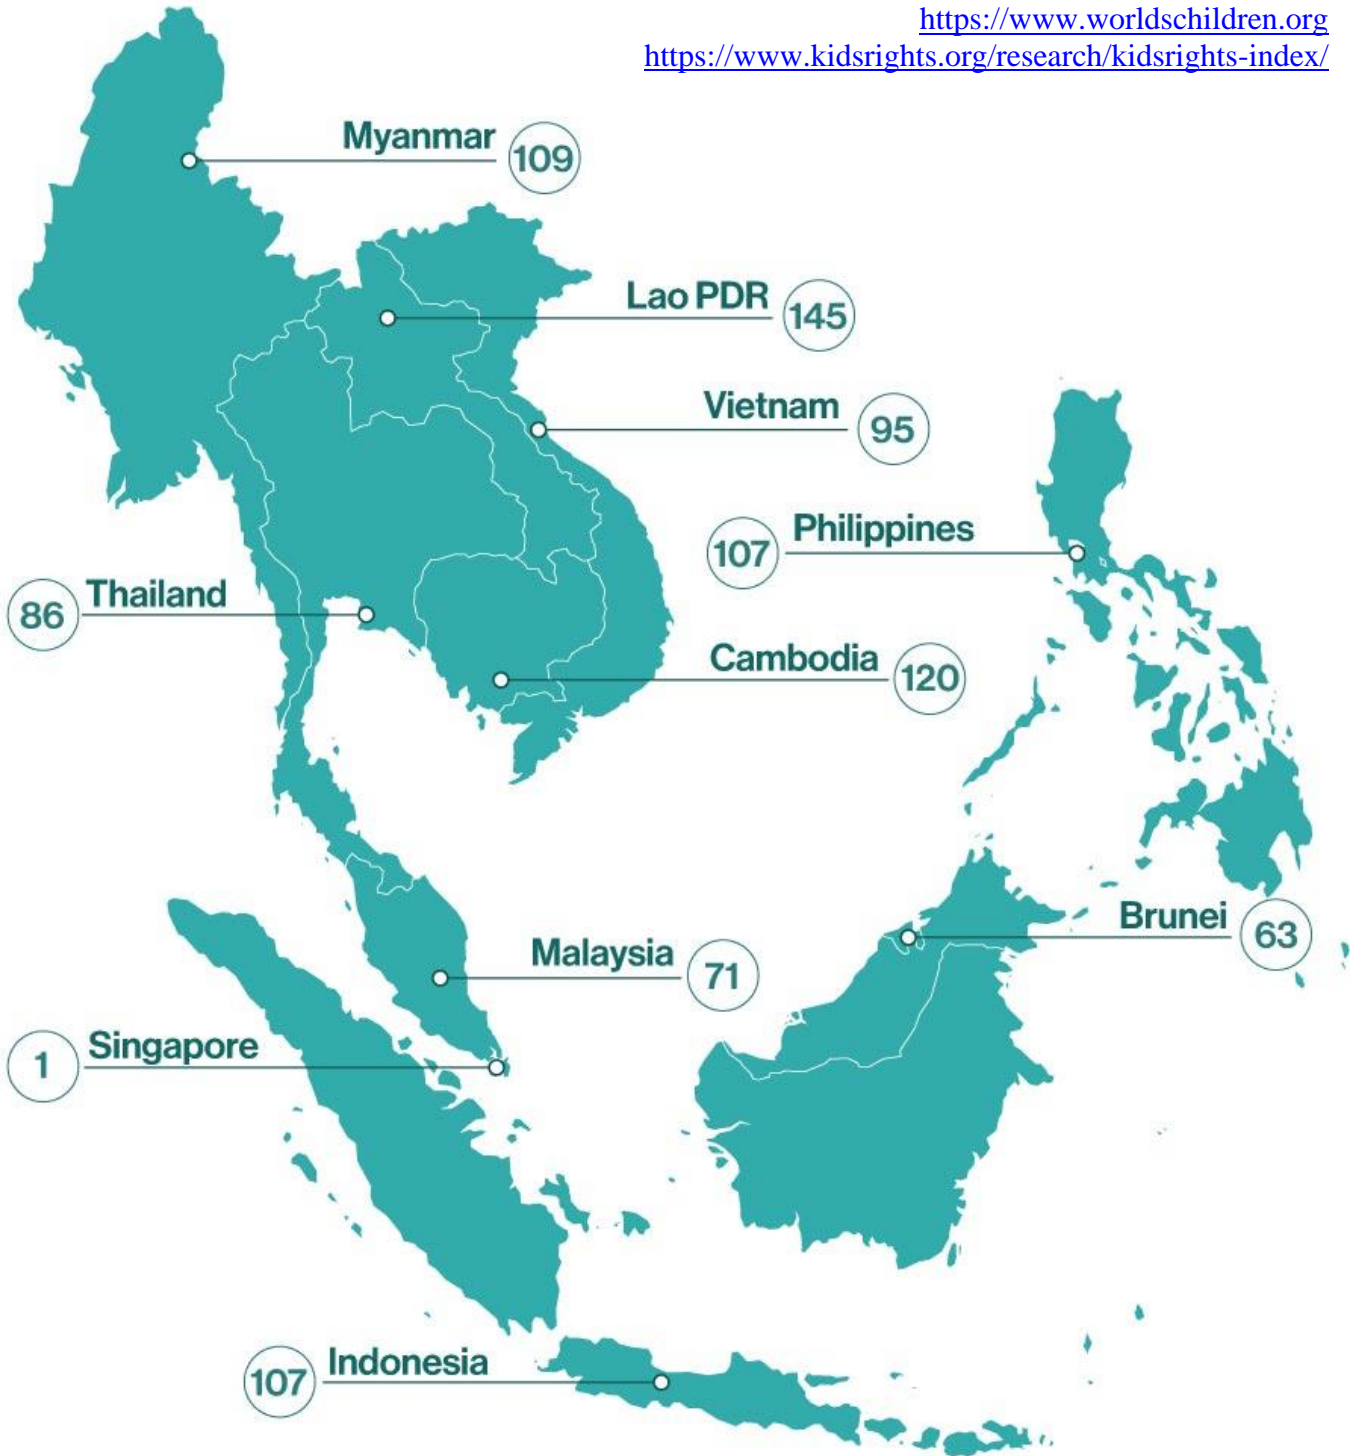 https://www.worldschildren.org
https://www.kidsrights.org/research/kidsrights-index/
Myanmar 109
Lao PDR 145
Vietnam 95
107 Philippines
86 Thailand
Cambodia 120
Brunei 63
Malaysia 71
1 Singapore
107 Indonesia